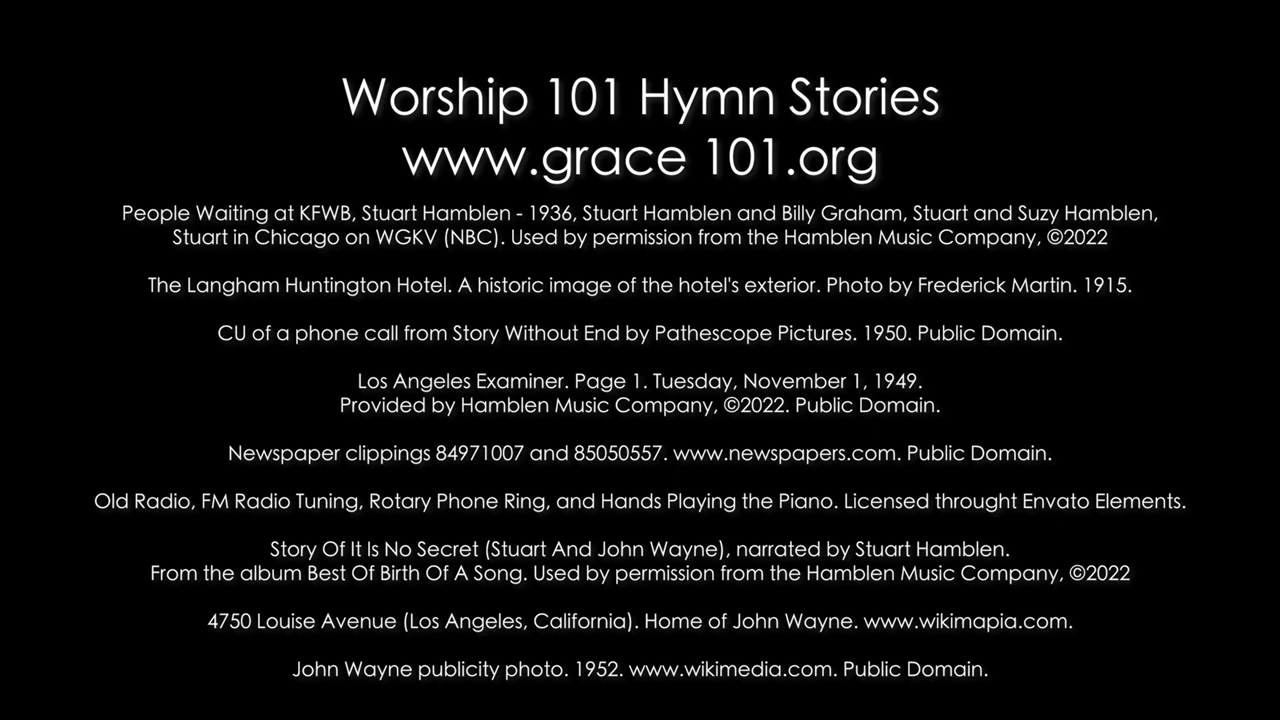 Worship 101 Hymn Stories
www.grace 101.org
People Waiting at KFWB, Stuart Hamblen - 1936, Stuart Hamblen and Billy Graham, Stuart and Suzy Hamblen,
Stuart in Chicago on WGKV (NBC). Used by permission from the Hamblen Music Company, ©2022
The Langham Huntington Hotel. A historic image of the hotel's exterior. Photo by Frederick Martin. 1915.
CU of a phone call from Story Without End by Pathescope Pictures. 1950. Public Domain.
Los Angeles Examiner. Page 1. Tuesday, November 1, 1949.
Provided by Hamblen Music Company, ©2022. Public Domain.
Newspaper clippings 84971007 and 85050557. www.newspapers.com. Public Domain.
Old Radio, FM Radio Tuning, Rotary Phone Ring, and Hands Playing the Piano. Licensed throught Envato Elements.
Story Of It Is No Secret (Stuart And John Wayne), narrated by Stuart Hamblen.
From the album Best Of Birth Of A Song. Used by permission from the Hamblen Music Company, ©2022
4750 Louise Avenue (Los Angeles, California). Home of John Wayne. www.wikimapia.com.
John Wayne publicity photo. 1952. www.wikimedia.com. Public Domain.